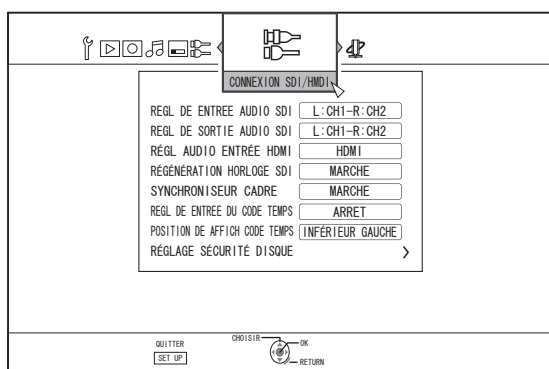 CONNEXION SDI/HMDI
REGL DE ENTREE AUDIO SDI L:CH1-R:CH2
REGL DE SORTIE AUDIO SDI L:CH1-R:CH2
RÉGL AUDIO ENTRÉE HDMI HDMI
RÉGÉNÉRATION HORLOGE SDI MARCHE
SYNCHRONISEUR CADRE MARCHE
REGL DE ENTREE DU CODE TEMPS ARRET
POSITION DE AFFICH CODE TEMPS INFÉRIEUR GAUCHE
RÉGLAGE SÉCURITÉ DISQUE
QUITTER
SET UP
CHOISIR
OK
RETURN